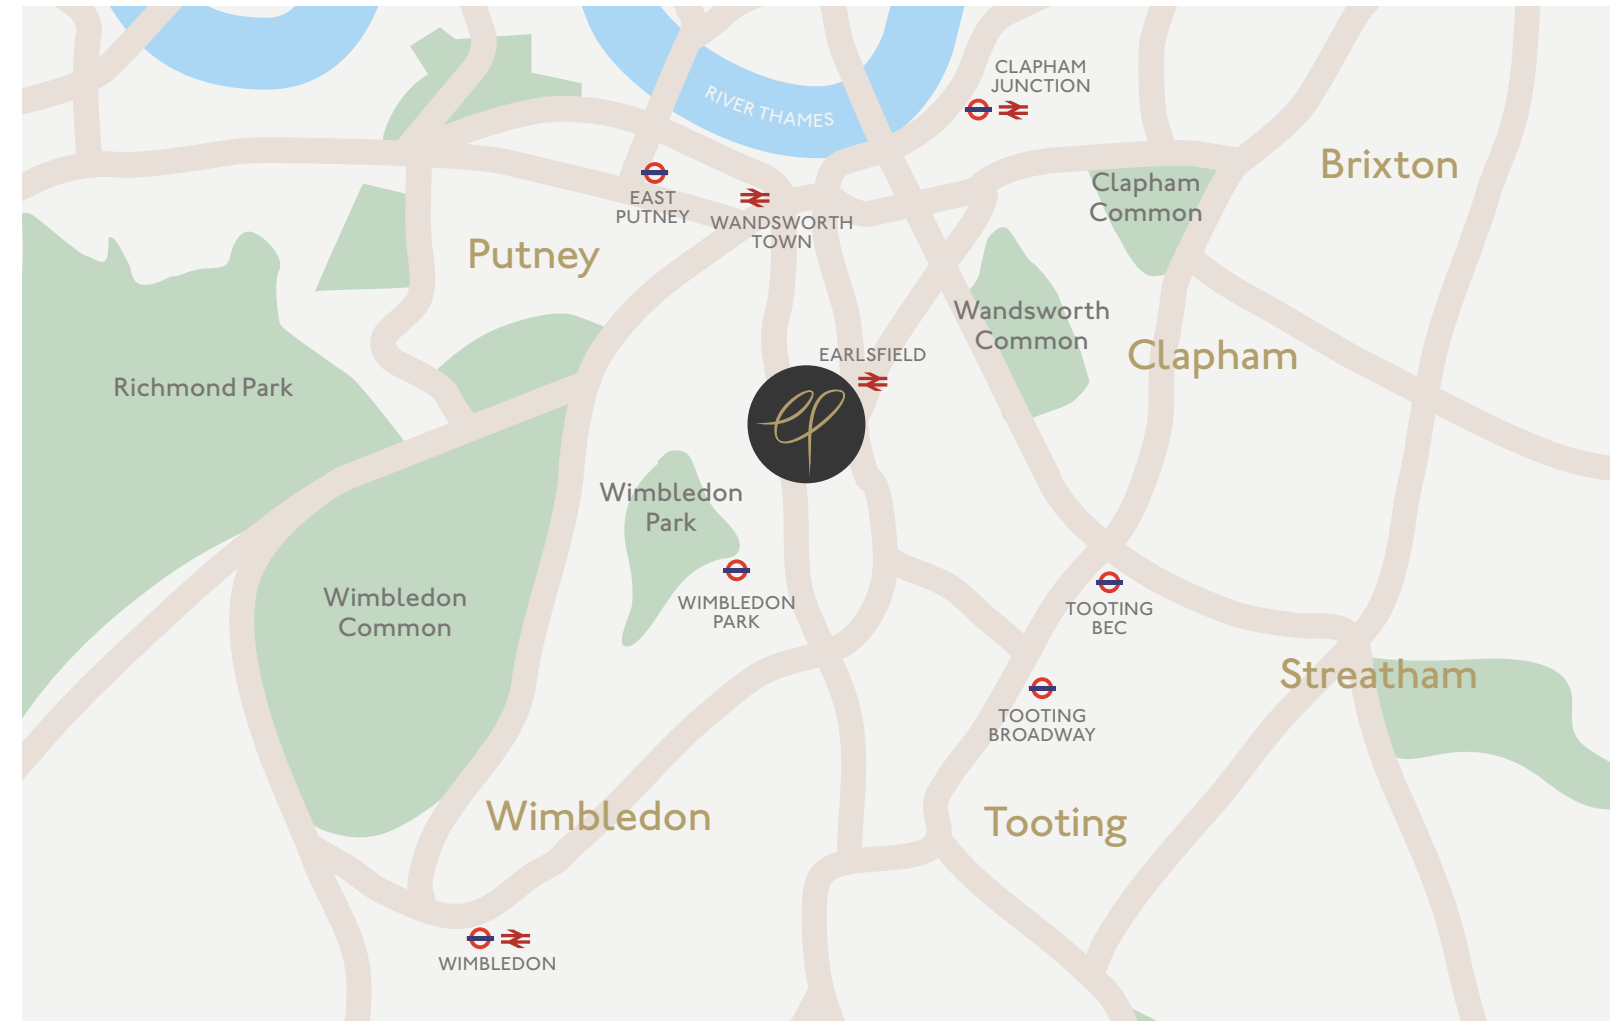 CLAPHAM
JUNCTION
RIVER THAMES
Brixton
Clapham
Common
EAST
PUTNEY
WANDSWORTH
TOWN
Putney
Wandsworth
Common
EARLSFIELD
Clapham
Richmond Park
Wimbledon
Park
WIMBLEDON
PARK
Wimbledon
Common
TOOTING
BEC
Streatham
TOOTING
BROADWAY
Wimbledon
Tooting
WIMBLEDON